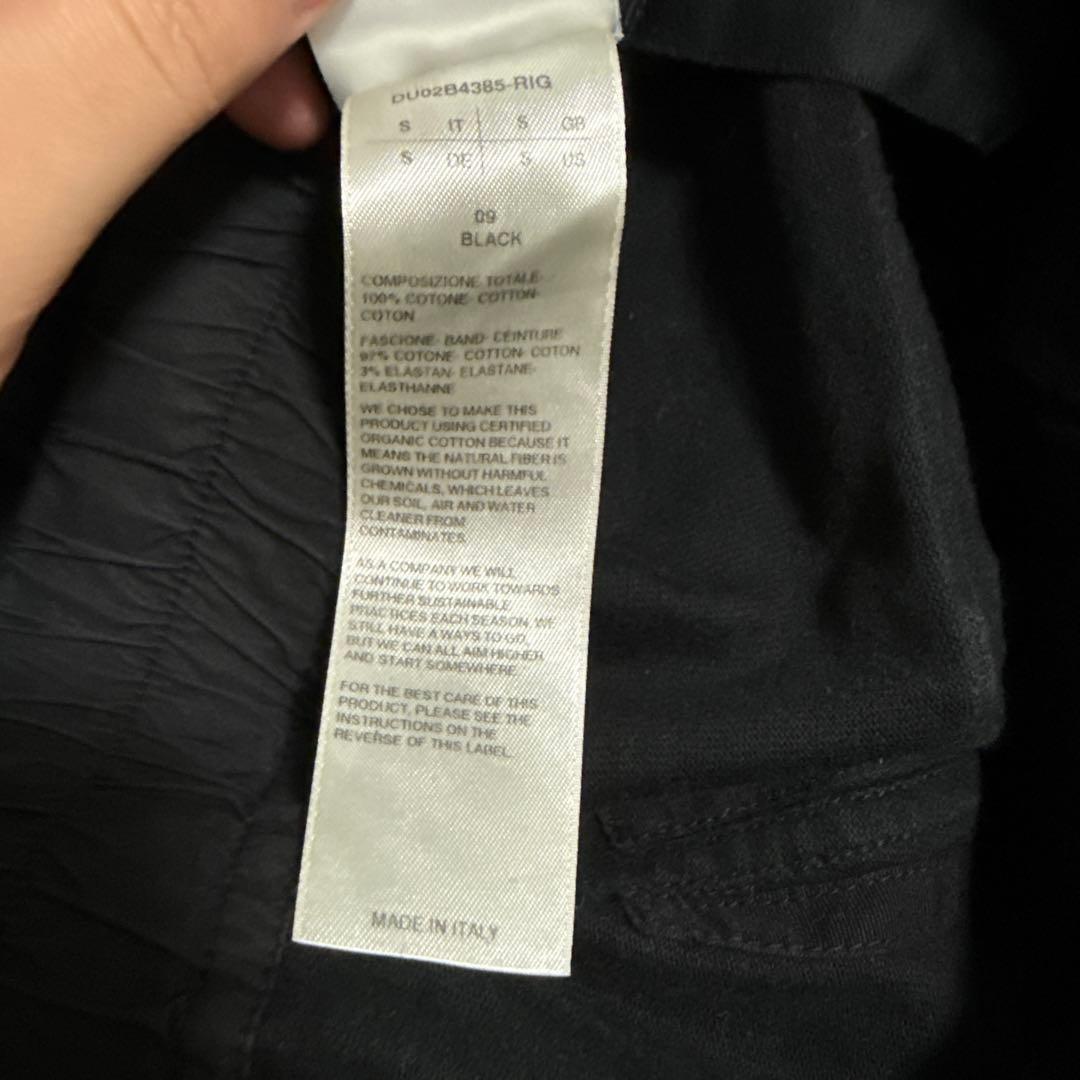 DU02B4385-RIG
S IT S GB
S DE S US
09
BLACK
COMPOSIZIONE TOTALE-
100% COTONE- COTTON-
COTON
FASCIONE- BAND- CEINTURE
97% COTONE- COTTON- COTON
3% ELASTAN- ELASTANE-
ELASTHANNE
WE CHOSE TO MAKE THIS
PRODUCT USING CERTIFIED
ORGANIC COTTON BECAUSE IT
MEANS THE NATURAL FIBER IS
GROWN WITHOUT HARMFUL
CHEMICALS, WHICH LEAVES
OUR SOIL, AIR AND WATER
CLEANER FROM
CONTAMINATES.
AS A COMPANY WE WILL
CONTINUE TO WORK TOWARDS
FURTHER SUSTAINABLE
PRACTICES EACH SEASON. WE
STILL HAVE A WAYS TO GO,
BUT WE CAN ALL AIM HIGHER
AND START SOMEWHERE.
FOR THE BEST CARE OF THIS
PRODUCT, PLEASE SEE THE
INSTRUCTIONS ON THE
REVERSE OF THIS LABEL.
MADE IN ITALY